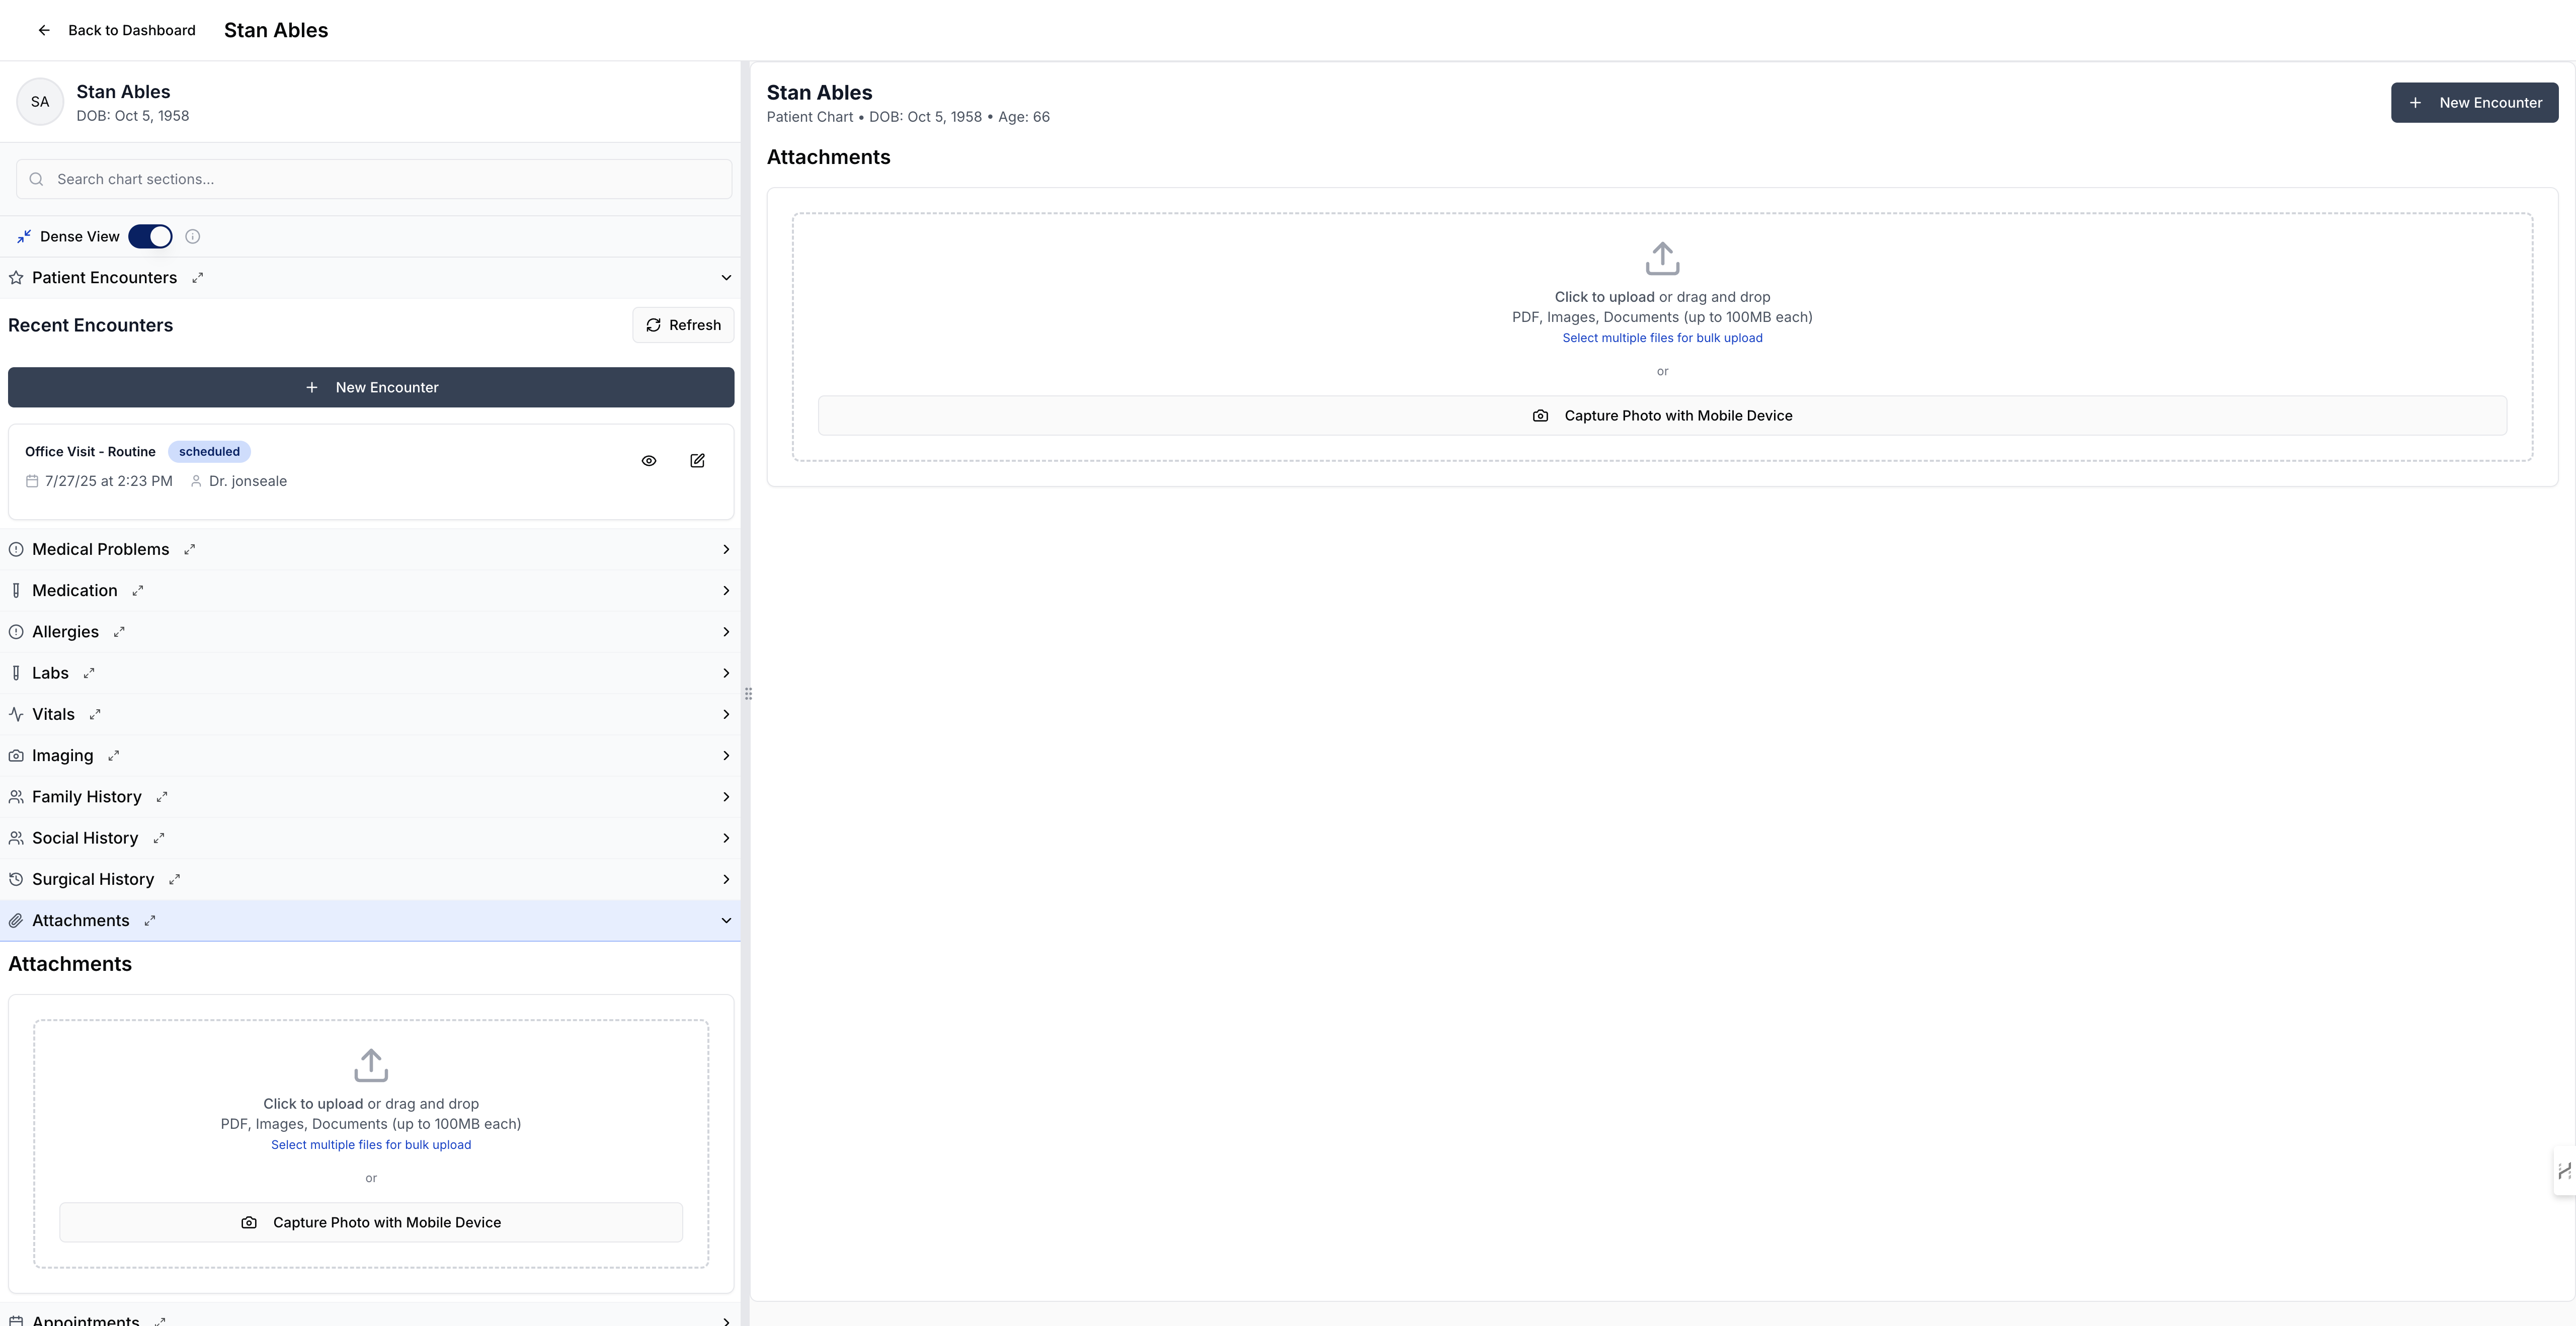 Back to Dashboard
Stan Ables
SA
Stan Ables
DOB: Oct 5, 1958
Search chart sections...
Dense View
Patient Encounters
Recent Encounters
Refresh
New Encounter
Office Visit - Routine
scheduled
7/27/25 at 2:23 PM
Dr. jonseale
Medical Problems
Medication
Allergies
Labs
Vitals
Imaging
Family History
Social History
Surgical History
Attachments
Attachments
Click to upload or drag and drop
PDF, Images, Documents (up to 100MB each)
Select multiple files for bulk upload
or
Capture Photo with Mobile Device
Appointments
Stan Ables
Patient Chart • DOB: Oct 5, 1958 • Age: 66
New Encounter
Attachments
Click to upload or drag and drop
PDF, Images, Documents (up to 100MB each)
Select multiple files for bulk upload
or
Capture Photo with Mobile Device